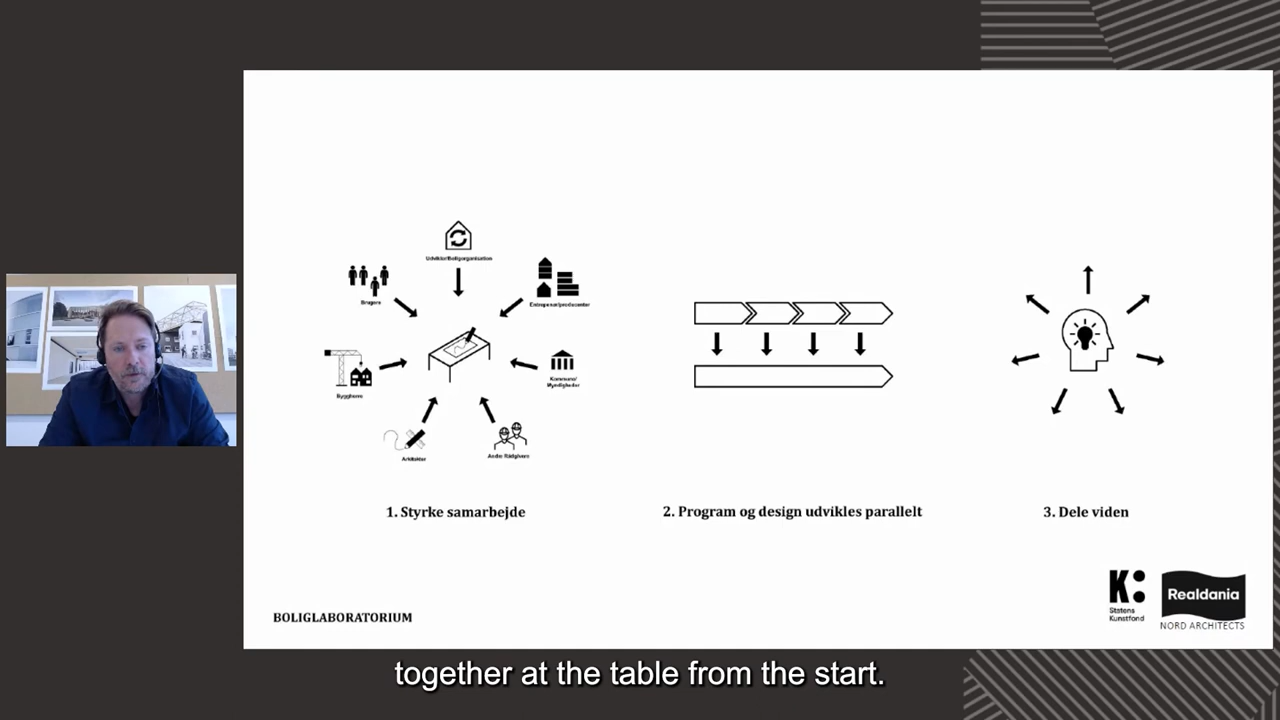 Udvikler/Boligorganisation
Brugere
Entreprenør/producenter
Kommune/
Myndigheder
Bygherre
Arkitekter
Andre Rådgivere
1. Styrke samarbejde
2. Program og design udvikles parallelt
3. Dele viden
BOLIGLABORATORIUM
K:
Statens
Kunstfond
Realdania
NORD ARCHITECTS
together at the table from the start.